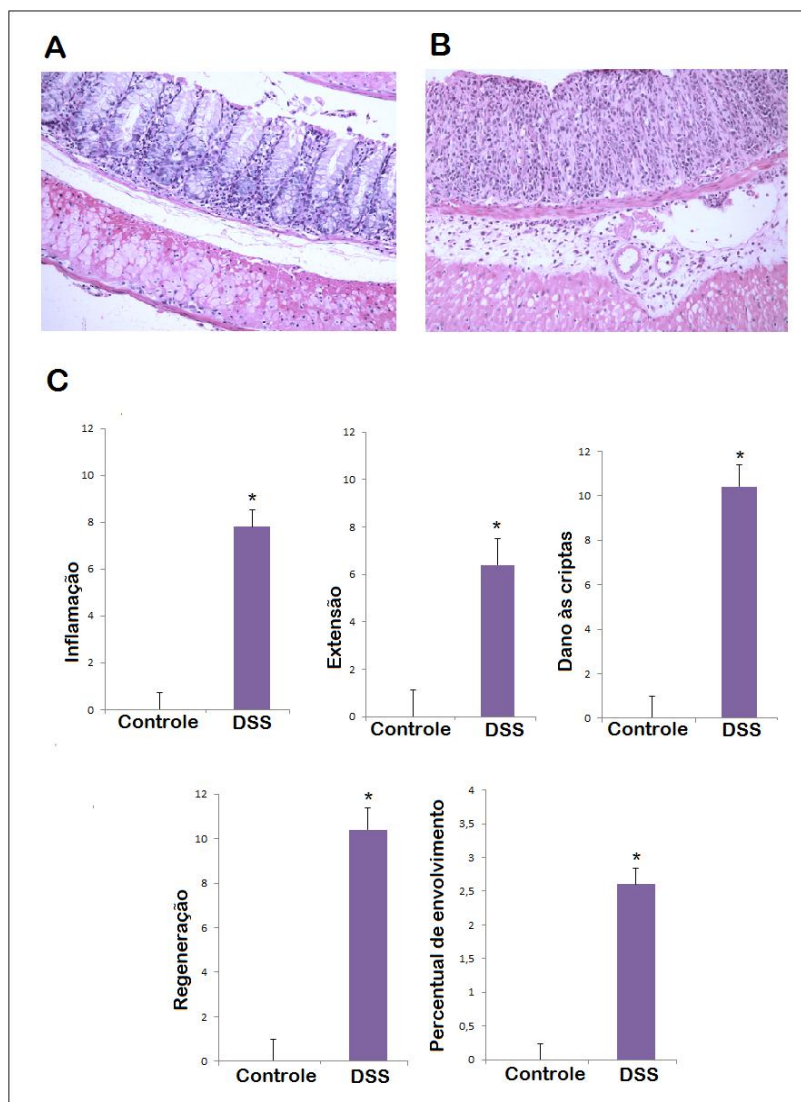 A
B
C
Inflamação
12
10
8
6
4
2
0
*
Controle
DSS
Extensão
12
10
8
6
4
2
0
*
Controle
DSS
Dano às criptas
12
10
8
6
4
2
0
*
Controle
DSS
Regeneração
12
10
8
6
4
2
0
*
Controle
DSS
Percentual de envolvimento
4
3,5
3
2,5
2
1,5
1
0,5
0
*
Controle
DSS